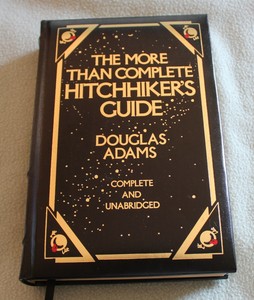 THE MORE
THAN COMPLETE
HITCHHIKER'S
GUIDE
DOUGLAS
ADAMS
COMPLETE
AND
UNABRIDGED